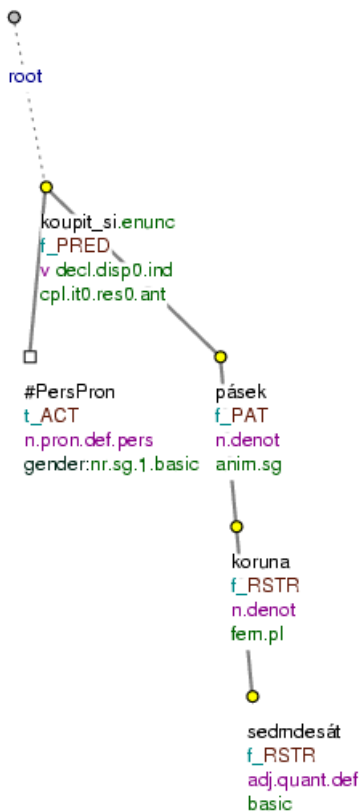 root
koupit_si.enunc
f_PRED
v decl.disp0.ind
cpl.it0.res0.ant
#PersPron
t_ACT
n.pron.def.pers
gender:nr.sg.1.basic
pásek
f_PAT
n.denot
anim.sg
koruna
f_RSTR
n.denot
fem.pl
sedmdesát
f_RSTR
adj.quant.def
basic